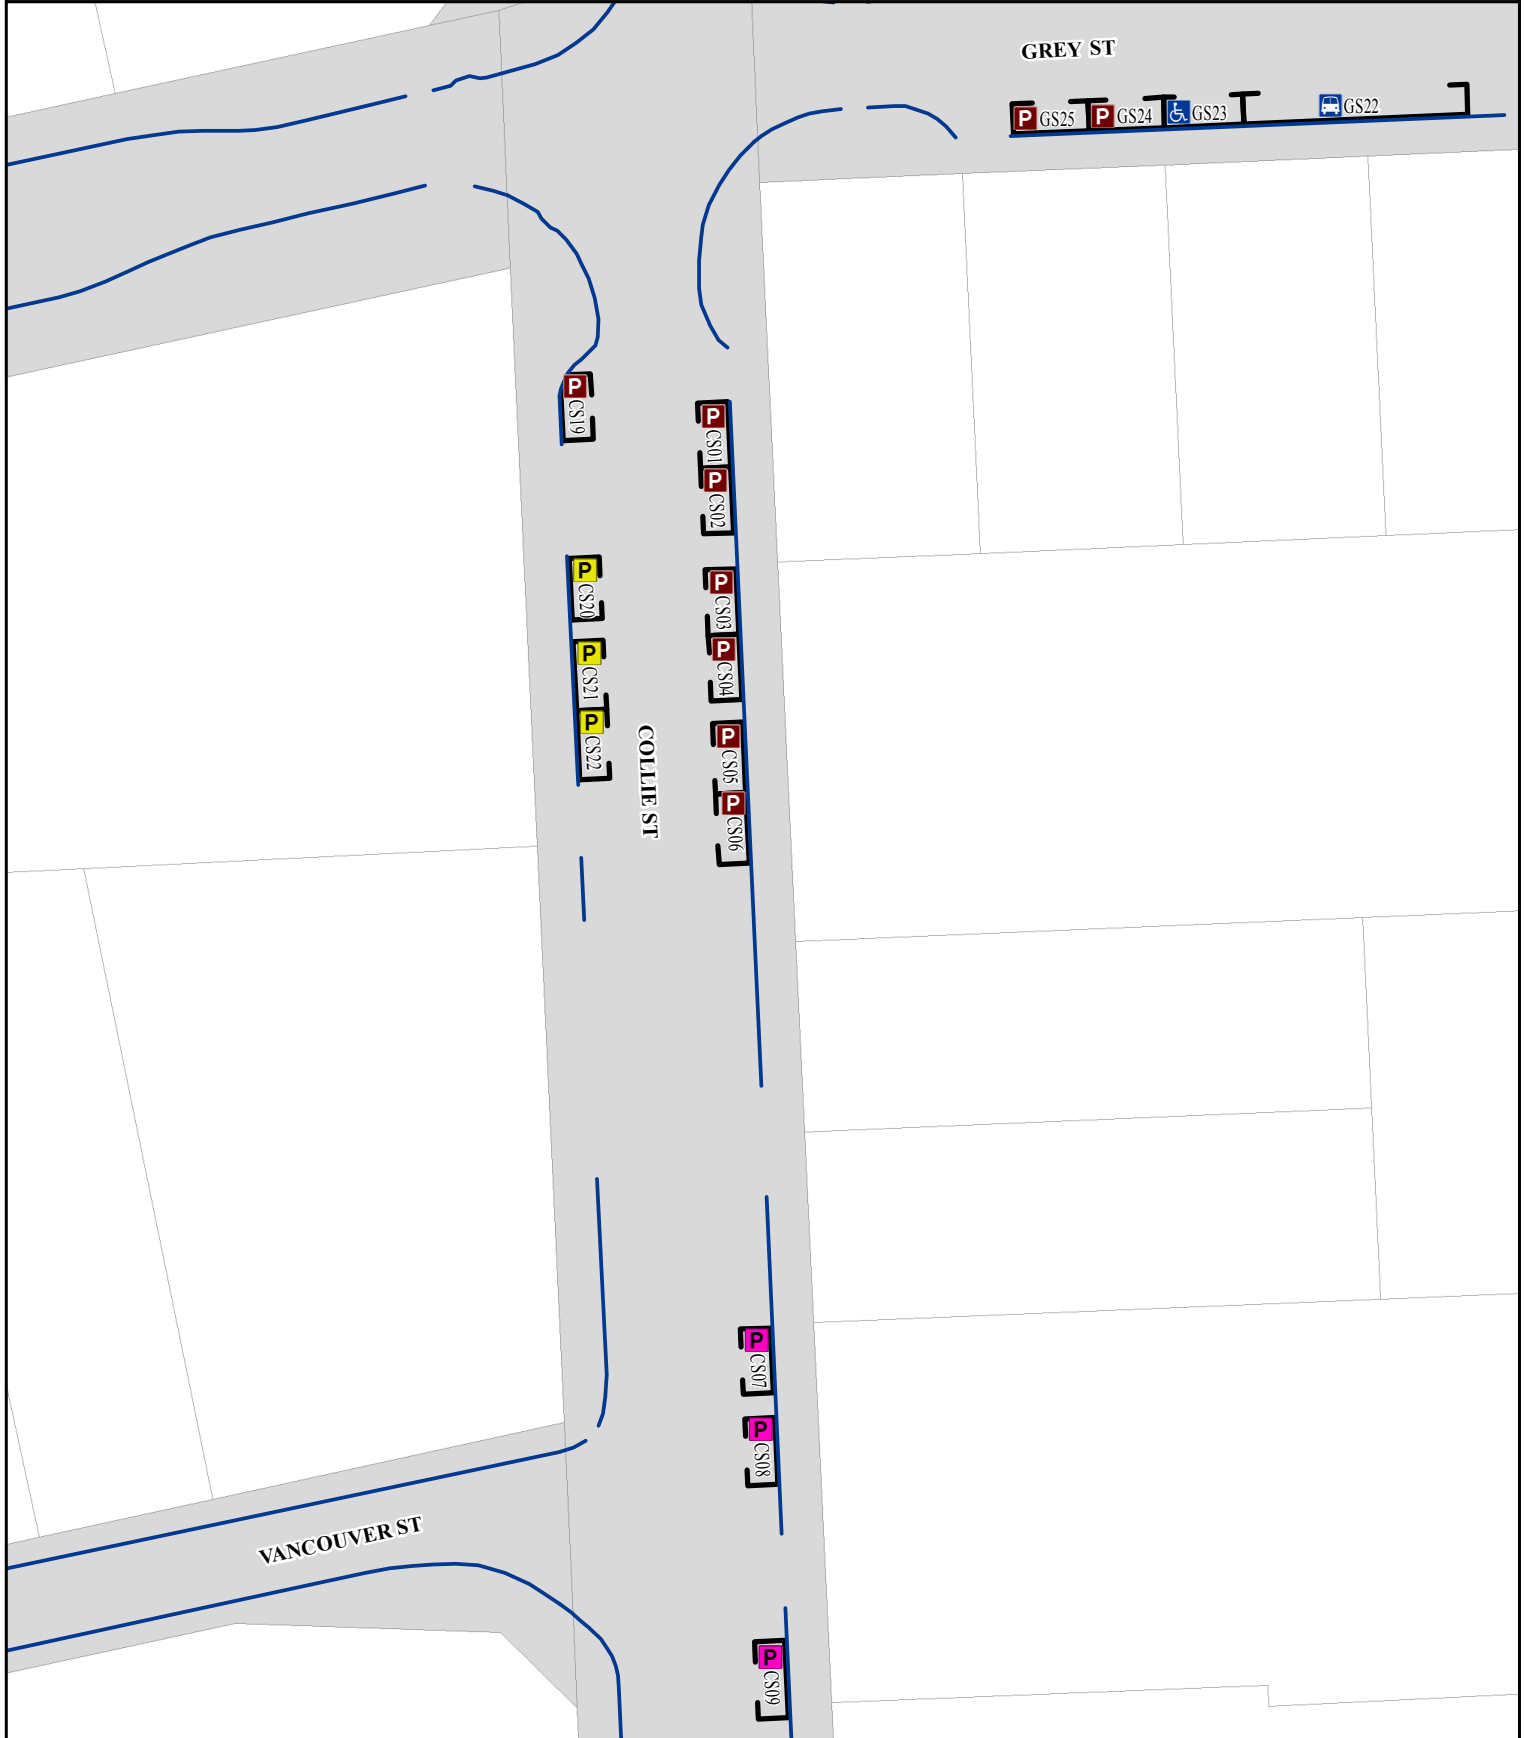 GREY ST
P GS25
P GS24
GS23
GS22
P CS19
P CS01
P CS02
P CS20
P CS03
P CS21
P CS04
P CS22
COLLIE ST
P CS05
P CS06
P CS07
P CS08
VANCOUVER ST
P CS09